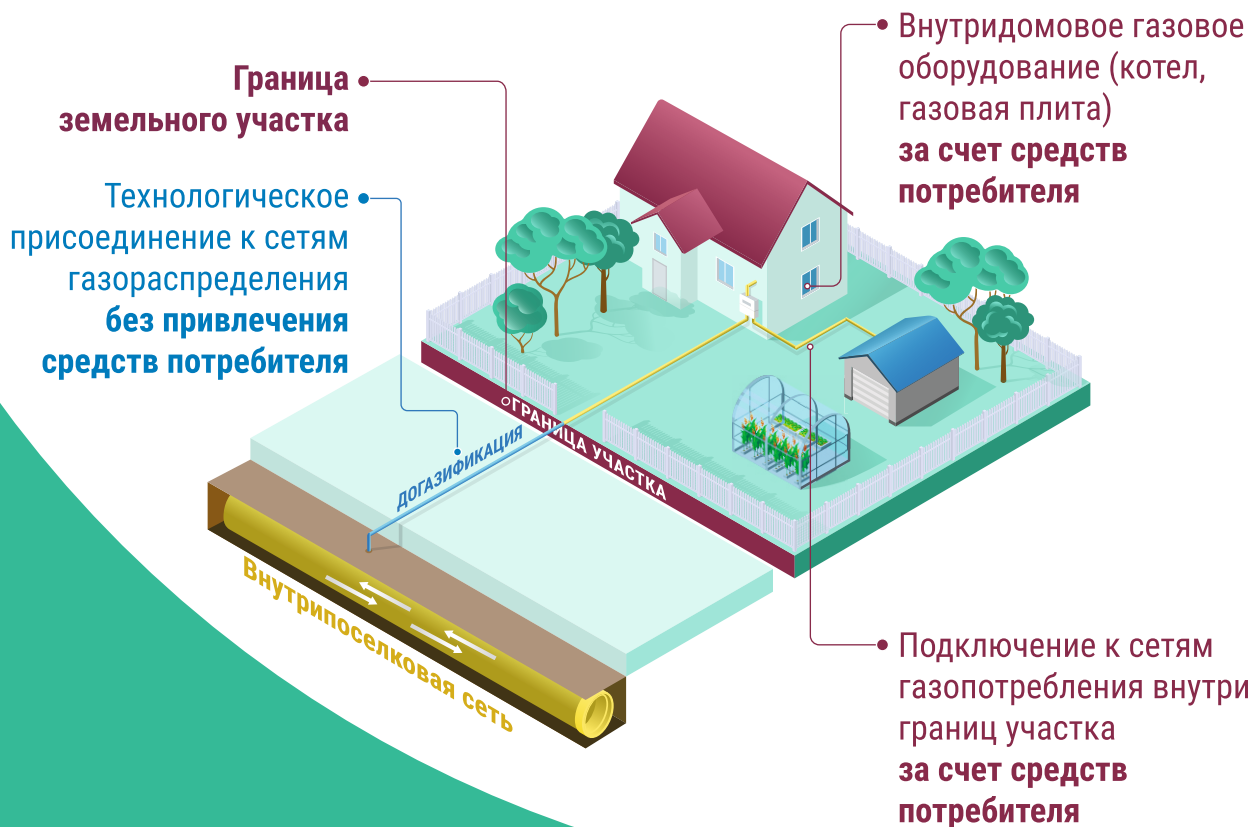 Граница
земельного участка
Технологическое
присоединение к сетям
газораспределения
без привлечения
средств потребителя
Внутридомовое газовое
оборудование (котел,
газовая плита)
за счет средств
потребителя
ГРАНИЦА УЧАСТКА
ДОГАЗИФИКАЦИЯ
Внутрипоселковая сеть
Подключение к сетям
газопотребления внутри
границ участка
за счет средств
потребителя